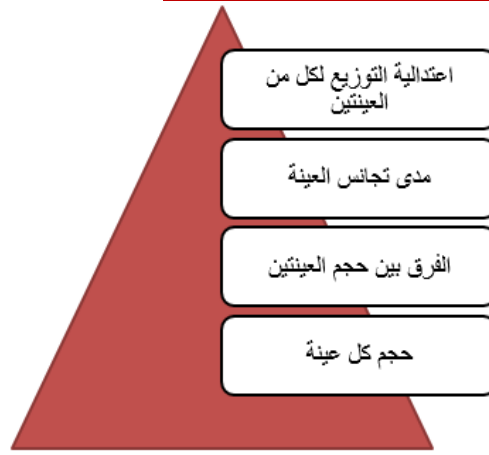 اعتدالية التوزيع لكل من
العينتين
مدى تجانس العينة
الفرق بين حجم العينتين
حجم كل عينة